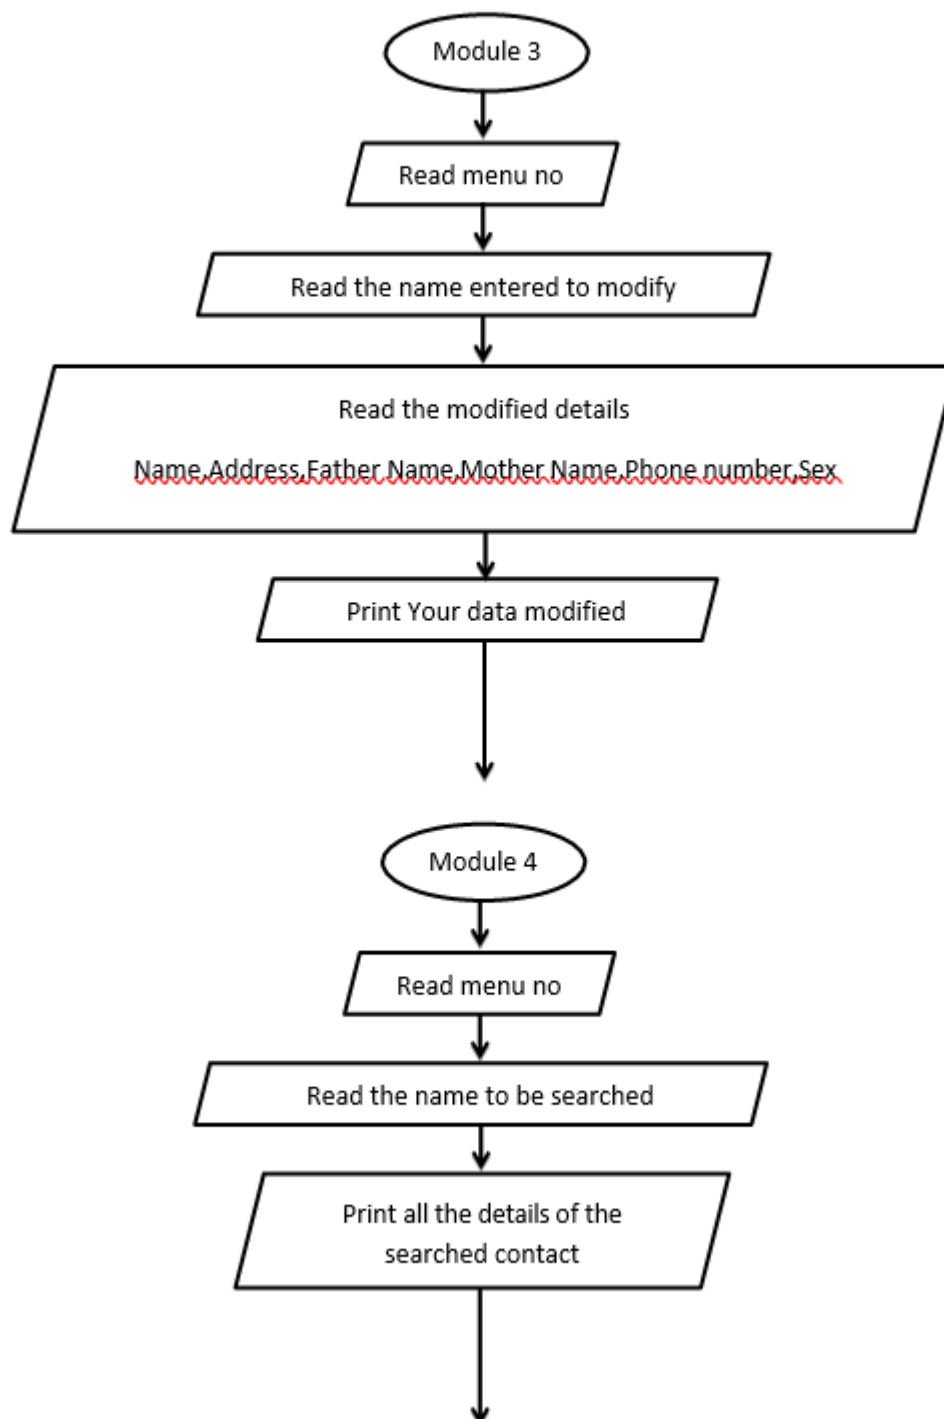 Module 3
Read menu no
Read the name entered to modify
Read the modified details
Name,Address,Father Name,Mother Name,Phone number,Sex
Print Your data modified
Module 4
Read menu no
Read the name to be searched
Print all the details of the
searched contact